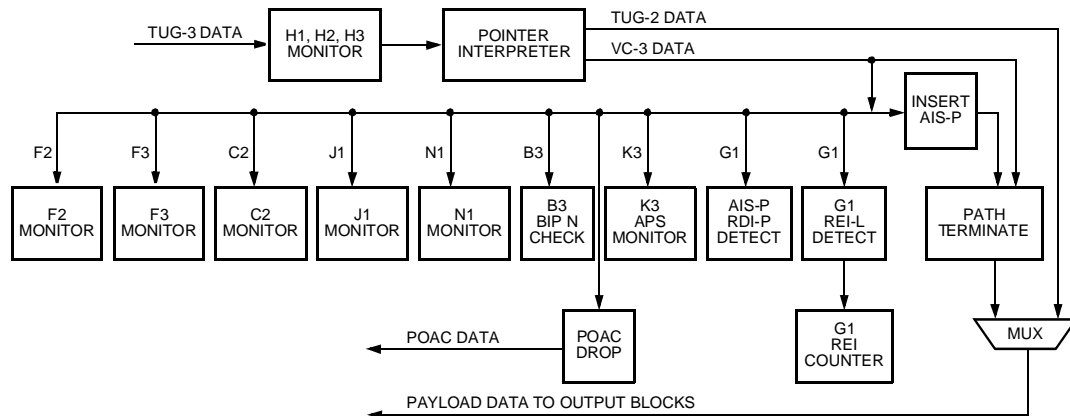 TUG-3 DATA
H1, H2, H3
MONITOR
POINTER
INTERPRETER
TUG-2 DATA
VC-3 DATA
INSERT
AIS-P
F2
F3
C2
J1
N1
B3
K3
G1
G1
F2
MONITOR
F3
MONITOR
C2
MONITOR
J1
MONITOR
N1
MONITOR
B3
BIP N
CHECK
K3
APS
MONITOR
AIS-P
RDI-P
DETECT
G1
REI-L
DETECT
PATH
TERMINATE
POAC DATA
POAC
DROP
G1
REI
COUNTER
MUX
PAYLOAD DATA TO OUTPUT BLOCKS